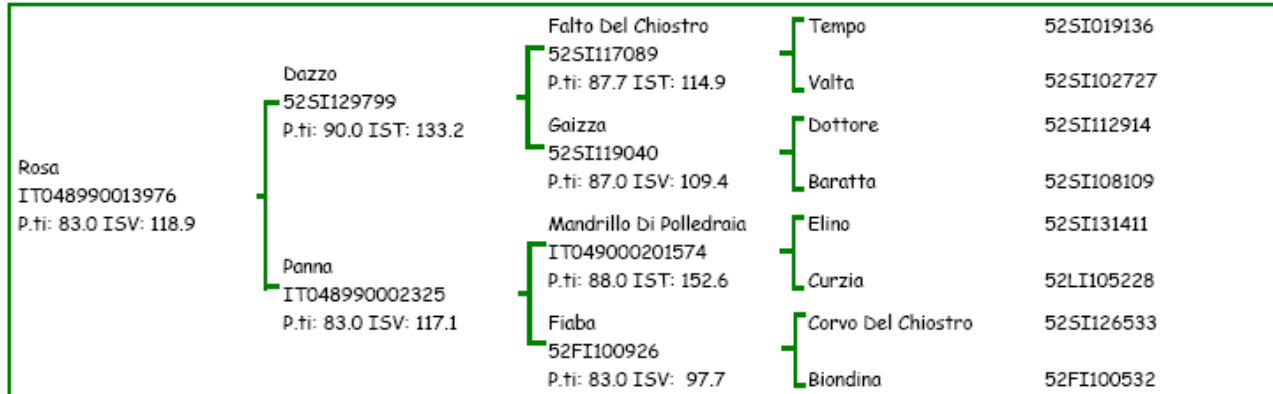 Rosa
IT048990013976
P.ti: 83.0 ISV: 118.9
Dazzo
52SI129799
P.ti: 90.0 IST: 133.2
Panna
IT048990002325
P.ti: 83.0 ISV: 117.1
Falto Del Chiostro
52SI117089
P.ti: 87.7 IST: 114.9
Gaizza
52SI119040
P.ti: 87.0 ISV: 109.4
Mandrillo Di Polledraia
IT049000201574
P.ti: 88.0 IST: 152.6
Fiaba
52FI100926
P.ti: 83.0 ISV: 97.7
Tempo 52SI019136
Valta 52SI102727
Dottore 52SI112914
Baratta 52SI108109
Elino 52SI131411
Curzia 52LI105228
Corvo Del Chiostro 52SI126533
Biondina 52FI100532